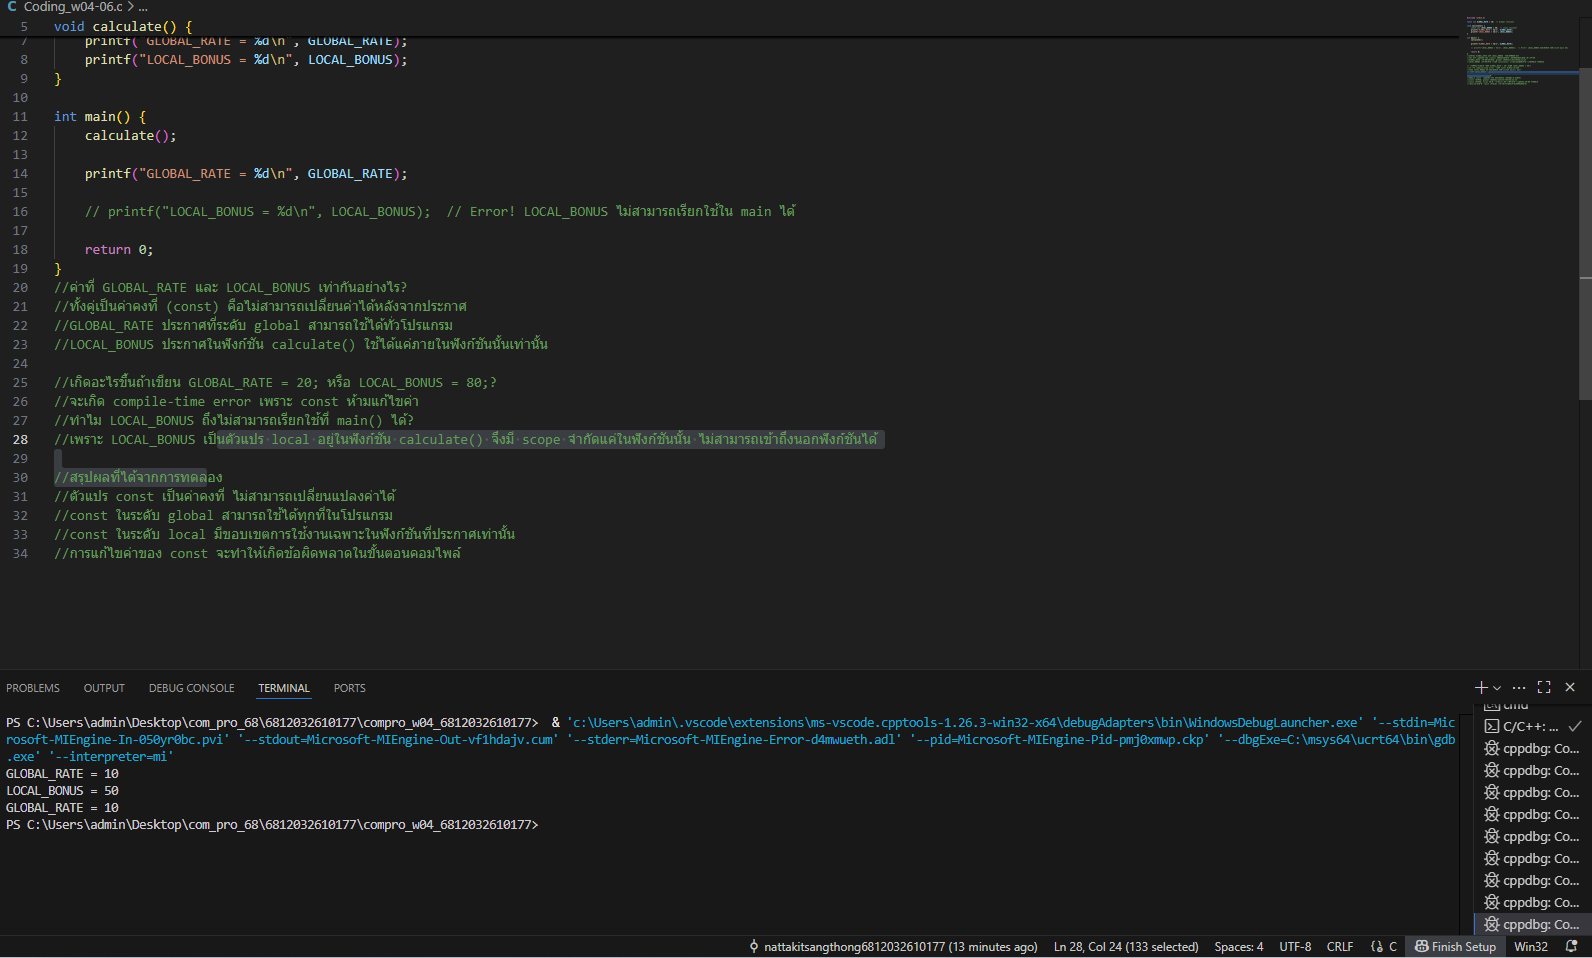 C Coding_w04-06.c > ...
5 void calculate() {
7 printf("GLOBAL_RATE = %d\n", GLOBAL_RATE);
8 printf("LOCAL_BONUS = %d\n", LOCAL_BONUS);
9 }
10
11 int main() {
12 calculate();
13
14 printf("GLOBAL_RATE = %d\n", GLOBAL_RATE);
15
16 // printf("LOCAL_BONUS = %d\n", LOCAL_BONUS);  // Error! LOCAL_BONUS ไม่สามารถเรียกใช้ใน main ได้
17
18 return 0;
19 }
20 //ค่าที่ GLOBAL_RATE และ LOCAL_BONUS เท่ากันอย่างไร?
21 //ทั้งคู่เป็นค่าคงที่ (const) คือไม่สามารถเปลี่ยนค่าได้หลังจากประกาศ
22 //GLOBAL_RATE ประกาศที่ระดับ global สามารถใช้ได้ทั่วโปรแกรม
23 //LOCAL_BONUS ประกาศในฟังก์ชัน calculate() ใช้ได้แค่ภายในฟังก์ชันนั้นเท่านั้น
24
25 //เกิดอะไรขึ้นถ้าเขียน GLOBAL_RATE = 20; หรือ LOCAL_BONUS = 80;?
26 //จะเกิด compile-time error เพราะ const ห้ามแก้ไขค่า
27 //ทำไม LOCAL_BONUS ถึงไม่สามารถเรียกใช้ที่ main() ได้?
28 //เพราะ LOCAL_BONUS เป็นตัวแปร local อยู่ในฟังก์ชัน calculate() จึงมี scope จำกัดแค่ในฟังก์ชันนั้น ไม่สามารถเข้าถึงนอกฟังก์ชันได้
29
30 //สรุปผลที่ได้จากการทดลอง
31 //ตัวแปร const เป็นค่าคงที่ ไม่สามารถเปลี่ยนแปลงค่าได้
32 //const ในระดับ global สามารถใช้ได้ทุกที่ในโปรแกรม
33 //const ในระดับ local มีขอบเขตการใช้งานเฉพาะในฟังก์ชันที่ประกาศเท่านั้น
34 //การแก้ไขค่าของ const จะทำให้เกิดข้อผิดพลาดในขั้นตอนคอมไพล์
PROBLEMS OUTPUT DEBUG CONSOLE TERMINAL PORTS
PS C:\Users\admin\Desktop\com_pro_68\6812032610177\compro_w04_6812032610177>  & 'c:\Users\admin\.vscode\extensions\ms-vscode.cpptools-1.26.3-win32-x64\debugAdapters\bin\WindowsDebugLauncher.exe' '--stdin=Mic
rosoft-MIEngine-In-050yr0bc.pvi' '--stdout=Microsoft-MIEngine-Out-vf1hdajv.cum' '--stderr=Microsoft-MIEngine-Error-d4mwueth.adl' '--pid=Microsoft-MIEngine-Pid-pmj0xmwp.ckp' '--dbgExe=C:\msys64\ucrt64\bin\gdb
.exe' '--interpreter=mi'
GLOBAL_RATE = 10
LOCAL_BONUS = 50
GLOBAL_RATE = 10
PS C:\Users\admin\Desktop\com_pro_68\6812032610177\compro_w04_6812032610177>
cmd
C/C++: ...
cppdbg: Co...
cppdbg: Co...
cppdbg: Co...
cppdbg: Co...
cppdbg: Co...
cppdbg: Co...
cppdbg: Co...
cppdbg: Co...
cppdbg: Co...
nattakitsangthong6812032610177 (13 minutes ago) Ln 28, Col 24 (133 selected) Spaces: 4 UTF-8 CRLF {} C Finish Setup Win32